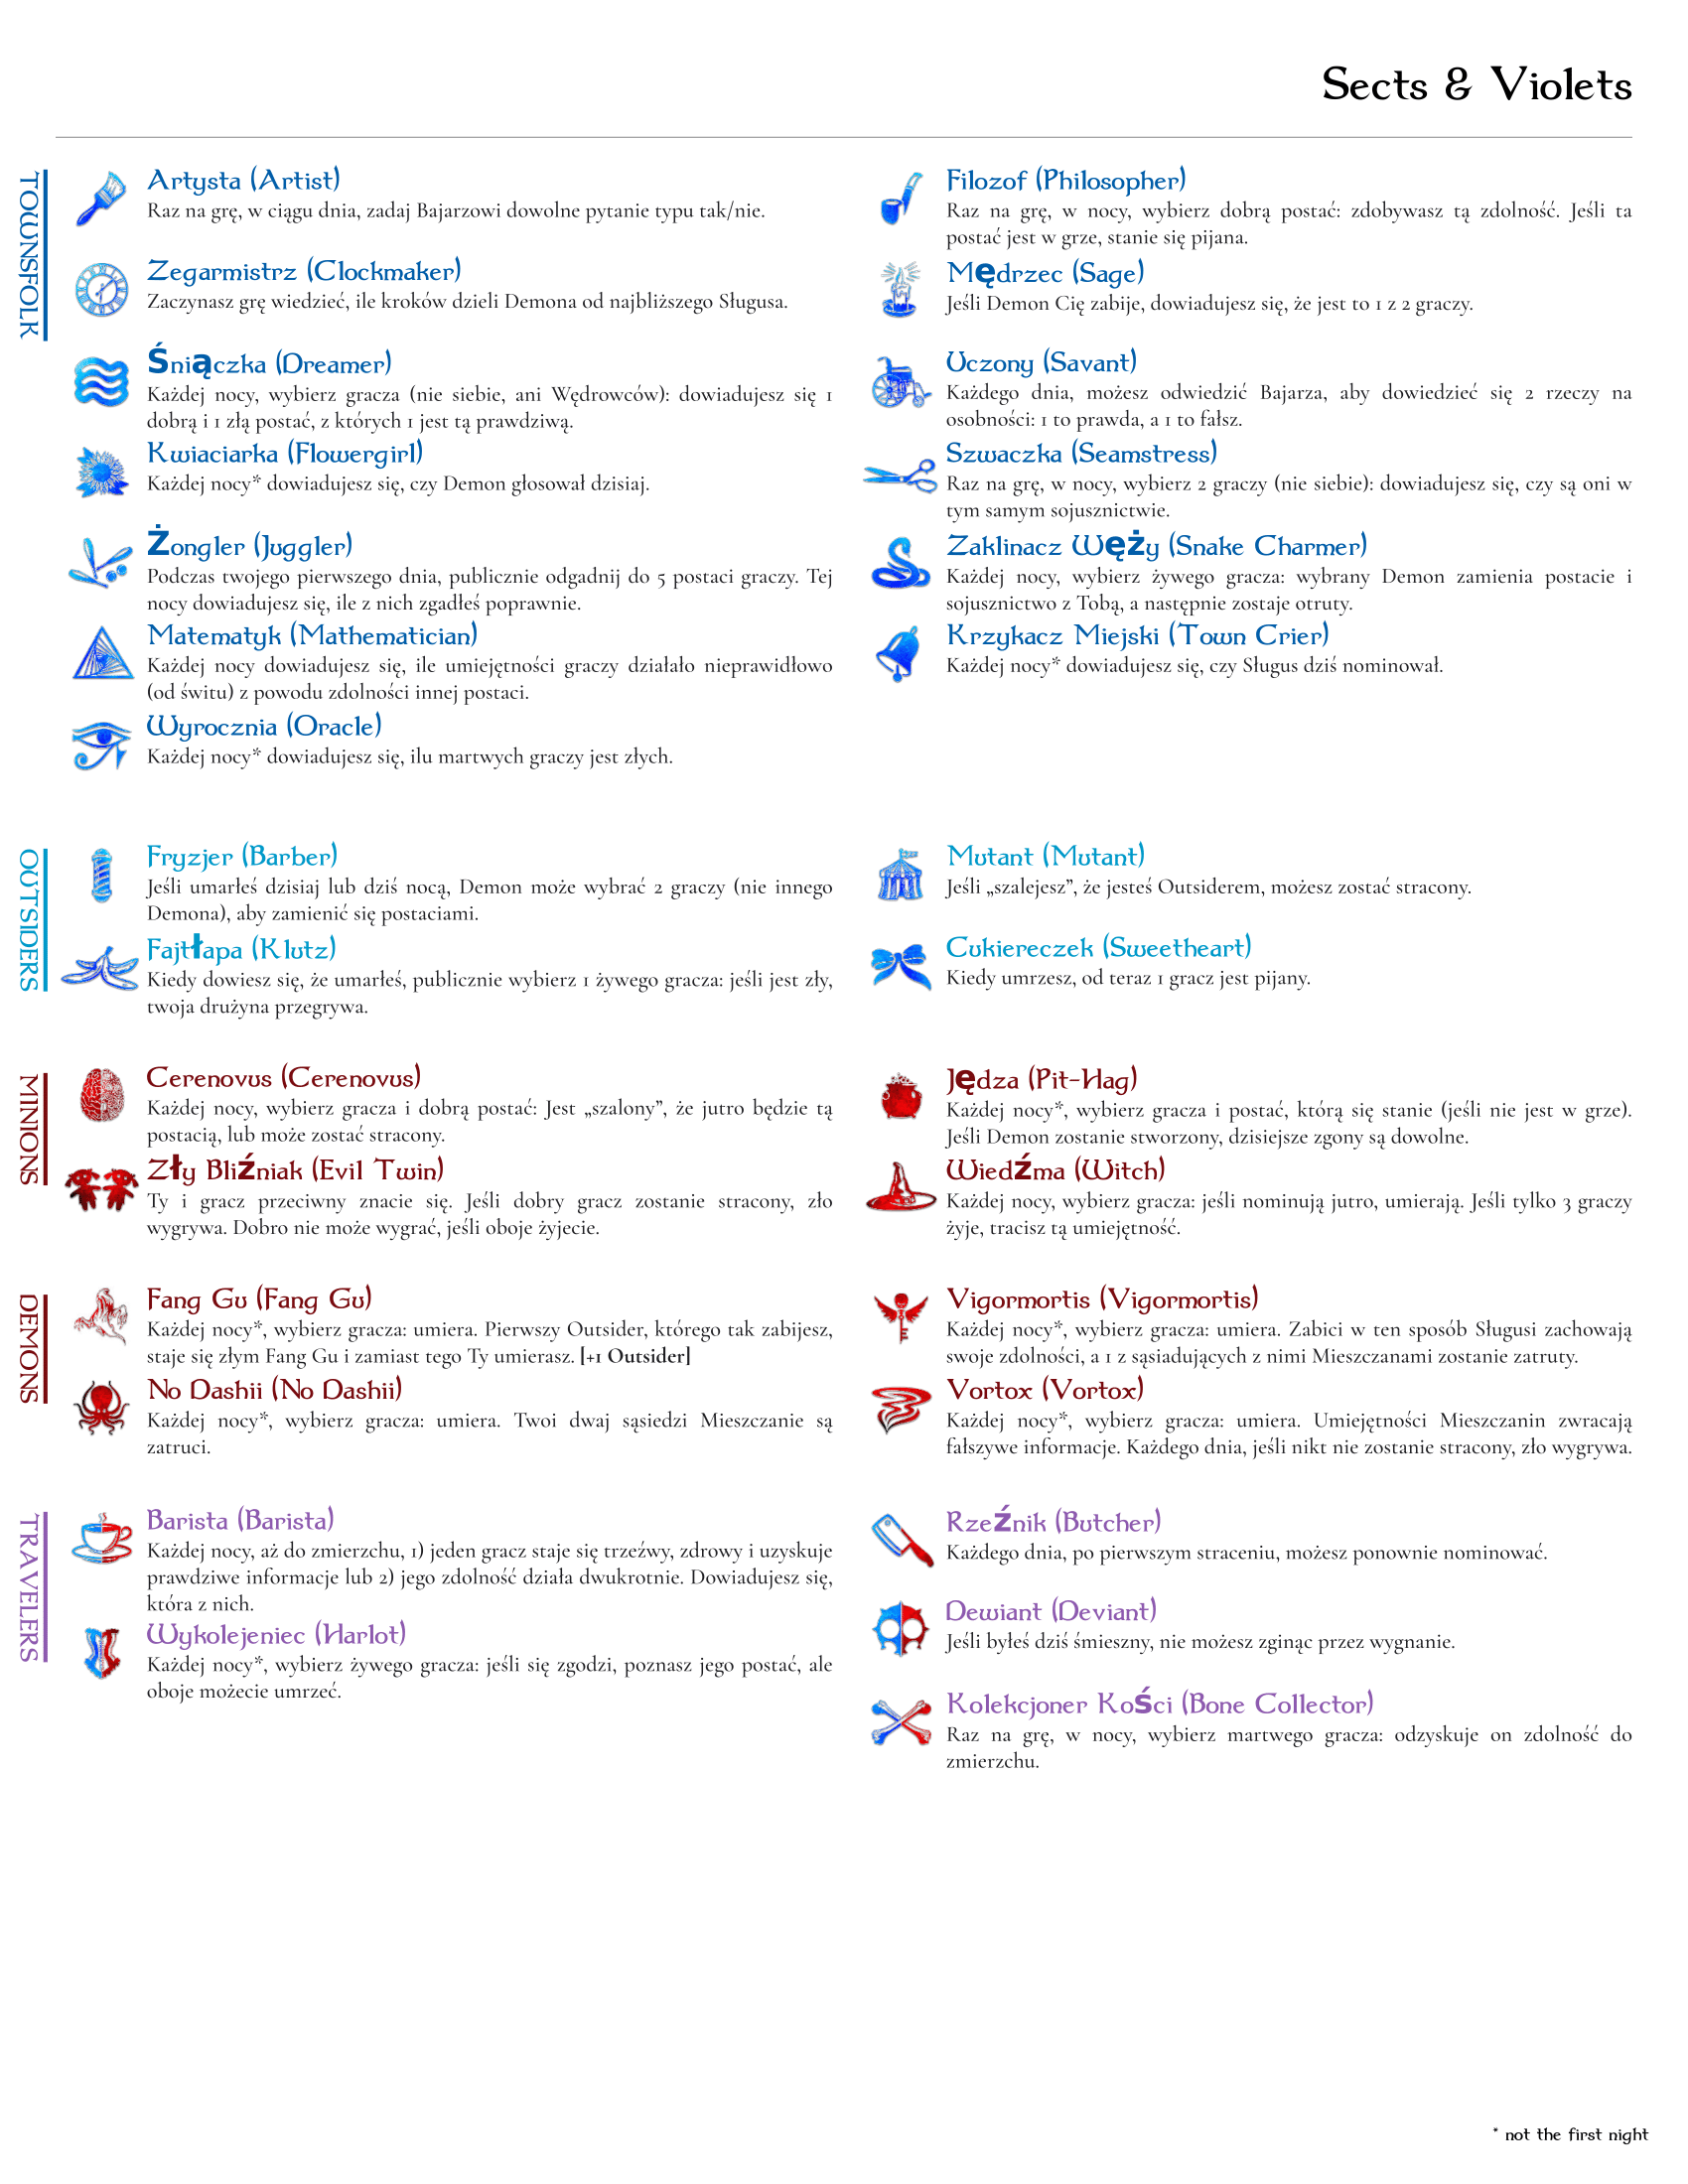 Sects & Violets
TOWNSFOLK
Artysta (Artist)
Raz na grę, w ciągu dnia, zadaj Bajarzowi dowolne pytanie typu tak/nie.
Zegarmistrz (Clockmaker)
Zaczynasz grę wiedzieć, ile kroków dzieli Demona od najbliższego Sługusa.
Śniączka (Dreamer)
Każdej nocy, wybierz gracza (nie siebie, ani Wędrowców): dowiadujesz się 1
dobrą i 1 złą postać, z których 1 jest tą prawdziwą.
Kwiaciarka (Flowergirl)
Każdej nocy* dowiadujesz się, czy Demon głosował dzisiaj.
Żongler (Juggler)
Podczas twojego pierwszego dnia, publicznie odgadnij do 5 postaci graczy. Tej
nocy dowiadujesz się, ile z nich zgadłeś poprawnie.
Matematyk (Mathematician)
Każdej nocy dowiadujesz się, ile umiejętności graczy działało nieprawidłowo
(od świtu) z powodu zdolności innej postaci.
Wyrocznia (Oracle)
Każdej nocy* dowiadujesz się, ilu martwych graczy jest złych.
Filozof (Philosopher)
Raz na grę, w nocy, wybierz dobrą postać: zdobywasz tą zdolność. Jeśli ta
postać jest w grze, stanie się pijana.
Mędrzec (Sage)
Jeśli Demon Cię zabije, dowiadujesz się, że jest to 1 z 2 graczy.
Uczony (Savant)
Każdego dnia, możesz odwiedzić Bajarza, aby dowiedzieć się 2 rzeczy na
osobności: 1 to prawda, a 1 to fałsz.
Szwaczka (Seamstress)
Raz na grę, w nocy, wybierz 2 graczy (nie siebie): dowiadujesz się, czy są oni w
tym samym sojusznictwie.
Zaklinacz Węży (Snake Charmer)
Każdej nocy, wybierz żywego gracza: wybrany Demon zamienia postacie i
sojusznictwo z Tobą, a następnie zostaje otruty.
Krzykacz Miejski (Town Crier)
Każdej nocy* dowiadujesz się, czy Sługus dziś nominował.
OUTSIDERS
Fryzjer (Barber)
Jeśli umarłeś dzisiaj lub dziś nocą, Demon może wybrać 2 graczy (nie innego
Demona), aby zamienić się postaciami.
Fajtłapa (Klutz)
Kiedy dowiesz się, że umarłeś, publicznie wybierz 1 żywego gracza: jeśli jest zły,
twoja drużyna przegrywa.
Mutant (Mutant)
Jeśli „szalejesz”, że jesteś Outsiderem, możesz zostać stracony.
Cukiereczek (Sweetheart)
Kiedy umrzesz, od teraz 1 gracz jest pijany.
MINIONS
Cerenovus (Cerenovus)
Każdej nocy, wybierz gracza i dobrą postać: Jest „szalony”, że jutro będzie tą
postacią, lub może zostać stracony.
Zły Bliźniak (Evil Twin)
Ty i gracz przeciwny znacie się. Jeśli dobry gracz zostanie stracony, zło
wygrywa. Dobro nie może wygrać, jeśli oboje żyjecie.
Jędza (Pit-Hag)
Każdej nocy*, wybierz gracza i postać, którą się stanie (jeśli nie jest w grze).
Jeśli Demon zostanie stworzony, dzisiejsze zgony są dowolne.
Wiedźma (Witch)
Każdej nocy, wybierz gracza: jeśli nominują jutro, umierają. Jeśli tylko 3 graczy
żyje, tracisz tą umiejętność.
DEMONS
Fang Gu (Fang Gu)
Każdej nocy*, wybierz gracza: umiera. Pierwszy Outsider, którego tak zabijesz,
staje się złym Fang Gu i zamiast tego Ty umierasz. [+1 Outsider]
No Dashii (No Dashii)
Każdej nocy*, wybierz gracza: umiera. Twoi dwaj sąsiedzi Mieszczanie są
zatruci.
Vigormortis (Vigormortis)
Każdej nocy*, wybierz gracza: umiera. Zabici w ten sposób Sługusi zachowają
swoje zdolności, a 1 z sąsiadujących z nimi Mieszczanami zostanie zatruty.
Vortox (Vortox)
Każdej nocy*, wybierz gracza: umiera. Umiejętności Mieszczanin zwracają
fałszywe informacje. Każdego dnia, jeśli nikt nie zostanie stracony, zło wygrywa.
TRAVELERS
Barista (Barista)
Każdej nocy, aż do zmierzchu, 1) jeden gracz staje się trzeźwy, zdrowy i uzyskuje
prawdziwe informacje lub 2) jego zdolność działa dwukrotnie. Dowiadujesz się,
która z nich.
Wykolejeniec (Harlot)
Każdej nocy*, wybierz żywego gracza: jeśli się zgodzi, poznasz jego postać, ale
oboje możecie umrzeć.
Rzeźnik (Butcher)
Każdego dnia, po pierwszym straceniu, możesz ponownie nominować.
Dewiant (Deviant)
Jeśli byłeś dziś śmieszny, nie możesz zginąc przez wygnanie.
Kolekcjoner Kości (Bone Collector)
Raz na grę, w nocy, wybierz martwego gracza: odzyskuje on zdolność do
zmierzchu.
* not the first night